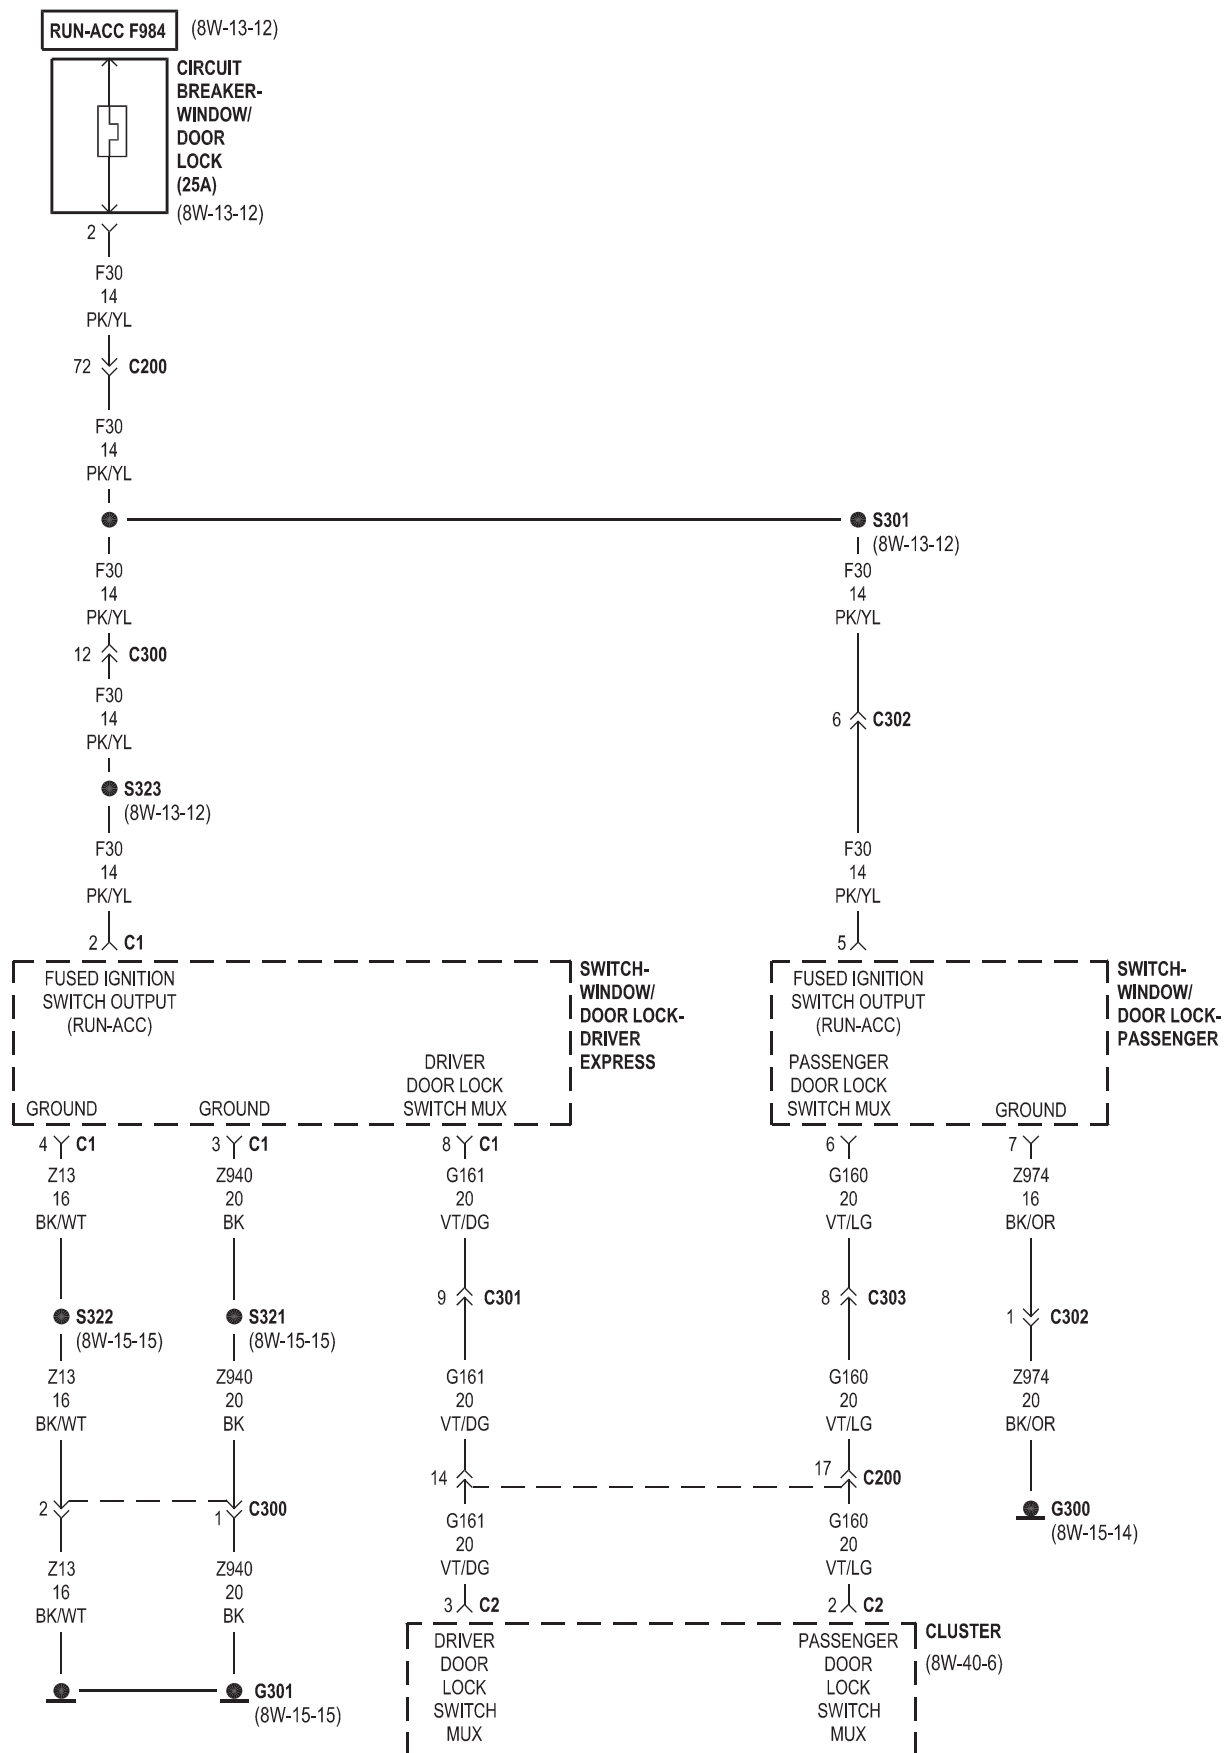 RUN-ACC F984 (8W-13-12)
CIRCUIT
BREAKER-
WINDOW/
DOOR
LOCK
(25A)
(8W-13-12)
2
F30
14
PK/YL
72 C200
F30
14
PK/YL
S301
(8W-13-12)
F30
14
PK/YL
12 C300
F30
14
PK/YL
S323
(8W-13-12)
F30
14
PK/YL
2 C1
F30
14
PK/YL
6 C302
F30
14
PK/YL
5
FUSED IGNITION
SWITCH OUTPUT
(RUN-ACC)
DRIVER
DOOR LOCK
SWITCH MUX
GROUND
GROUND
SWITCH-
WINDOW/
DOOR LOCK-
DRIVER
EXPRESS
FUSED IGNITION
SWITCH OUTPUT
(RUN-ACC)
PASSENGER
DOOR LOCK
SWITCH MUX
GROUND
SWITCH-
WINDOW/
DOOR LOCK-
PASSENGER
4 C1
Z13
16
BK/WT
S322
(8W-15-15)
Z13
16
BK/WT
2
Z13
16
BK/WT
3 C1
Z940
20
BK
S321
(8W-15-15)
Z940
20
BK
1 C300
Z940
20
BK
G301
(8W-15-15)
8 C1
G161
20
VT/DG
9 C301
G161
20
VT/DG
14
G161
20
VT/DG
3 C2
6
G160
20
VT/LG
8 C303
G160
20
VT/LG
17 C200
G160
20
VT/LG
2 C2
7
Z974
16
BK/OR
1 C302
Z974
20
BK/OR
G300
(8W-15-14)
DRIVER
DOOR
LOCK
SWITCH
MUX
PASSENGER
DOOR
LOCK
SWITCH
MUX
CLUSTER
(8W-40-6)